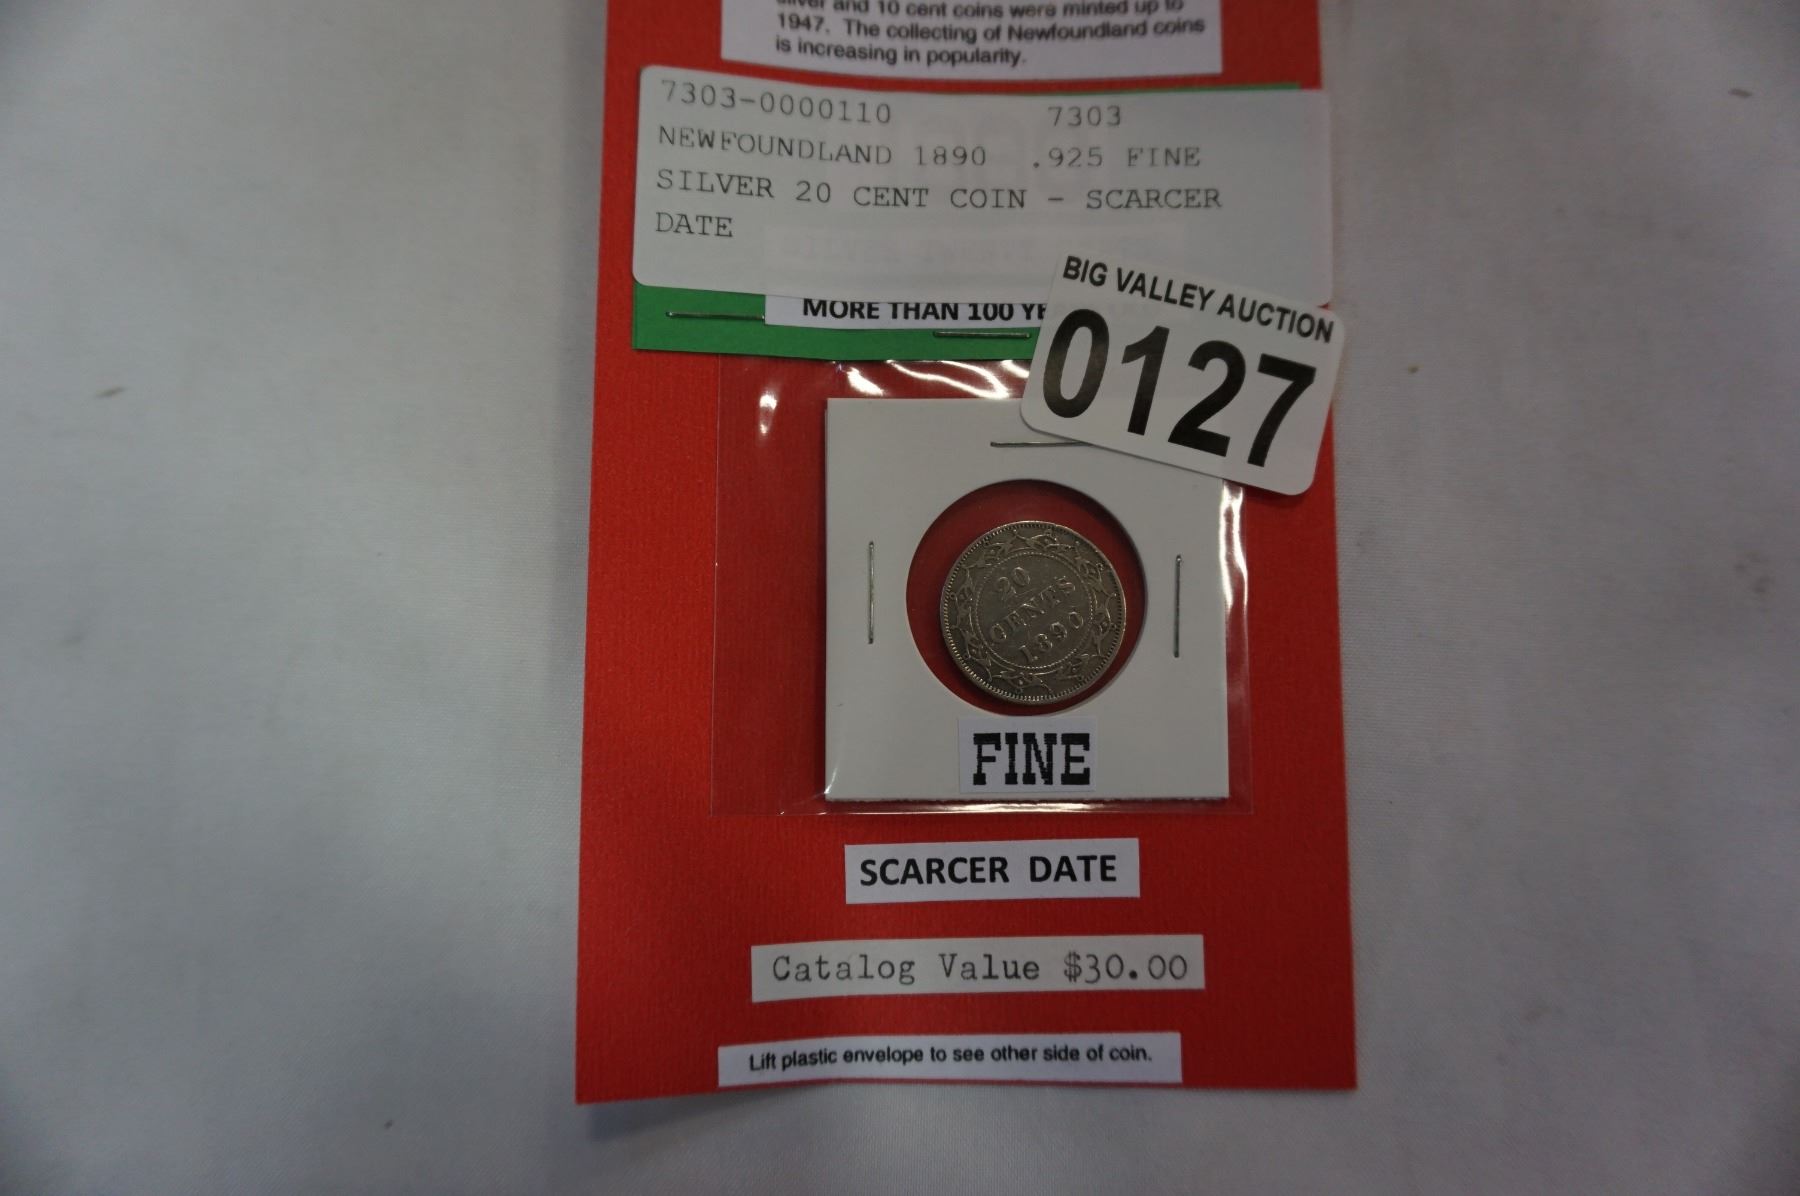 silver and 10 cent coins were minted up to
1947. The collecting of Newfoundland coins
is increasing in popularity.
7303-0000110 7303
NEWFOUNDLAND 1890 .925 FINE
SILVER 20 CENT COIN - SCARCER
DATE
MORE THAN 100 YE
BIG VALLEY AUCTION
0127
20
CENTS
1890
FINE
SCARCER DATE
Catalog Value $30.00
Lift plastic envelope to see other side of coin.